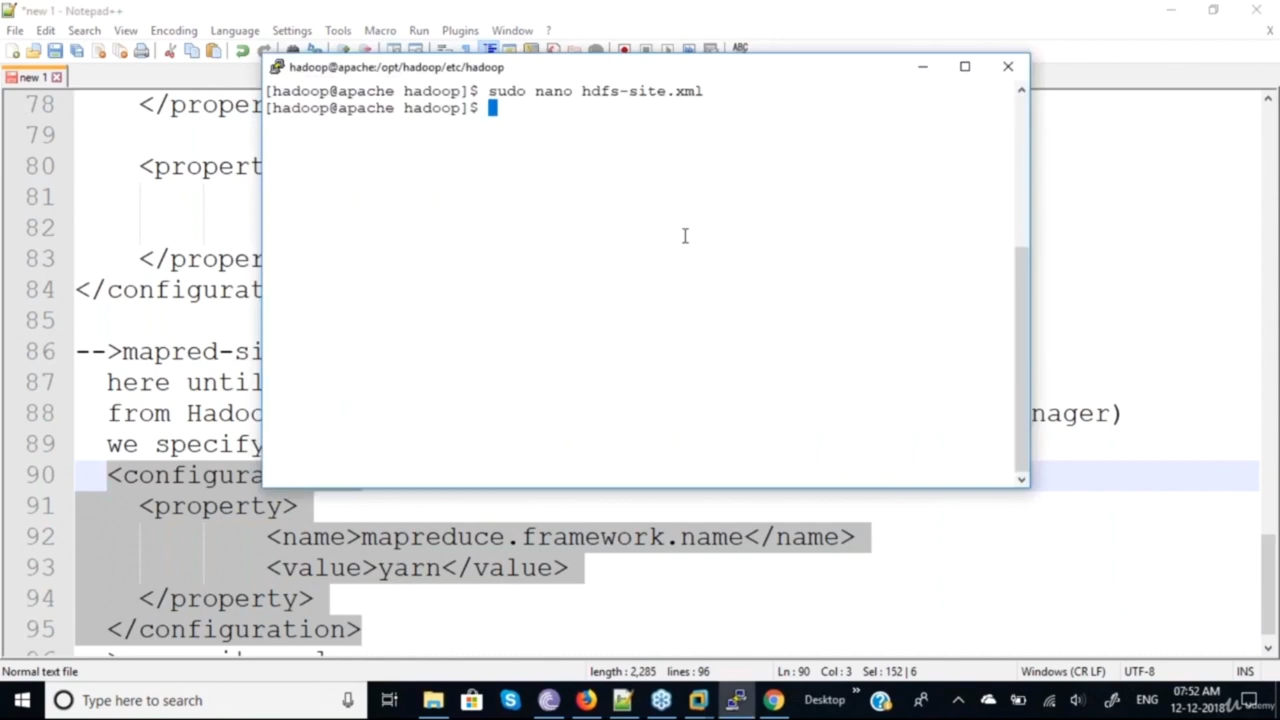 *new 1 - Notepad++
File Edit Search View Encoding Language Settings Tools Macro Run Plugins Window ?
X
ABC
new 1
hadoop@apache:/opt/hadoop/etc/hadoop
[hadoop@apache hadoop]$ sudo nano hdfs-site.xml
[hadoop@apache hadoop]$
78 </proper
79
80 <propert
81
82
83 </proper
84 </configurat
85
86 -->mapred-si
87 here until
88 from Hadoo nager)
89 we specify
90 <configura
91 <property>
92 <name>mapreduce.framework.name</name>
93 <value>yarn</value>
94 </property>
95 </configuration>
Normal text file length : 2,285 lines : 96 Ln : 90 Col : 3 Sel : 152 | 6 Windows (CR LF) UTF-8 INS
Type here to search Desktop ENG 07:52 AM
12-12-2018
Udemy